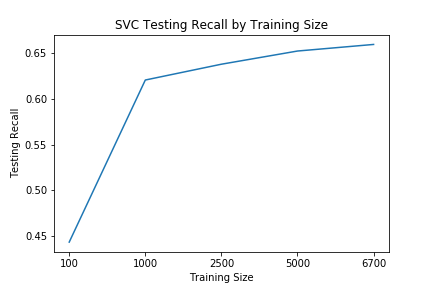 SVC Testing Recall by Training Size
0.65
0.60
0.55
0.50
0.45
Testing Recall
100 1000 2500 5000 6700
Training Size